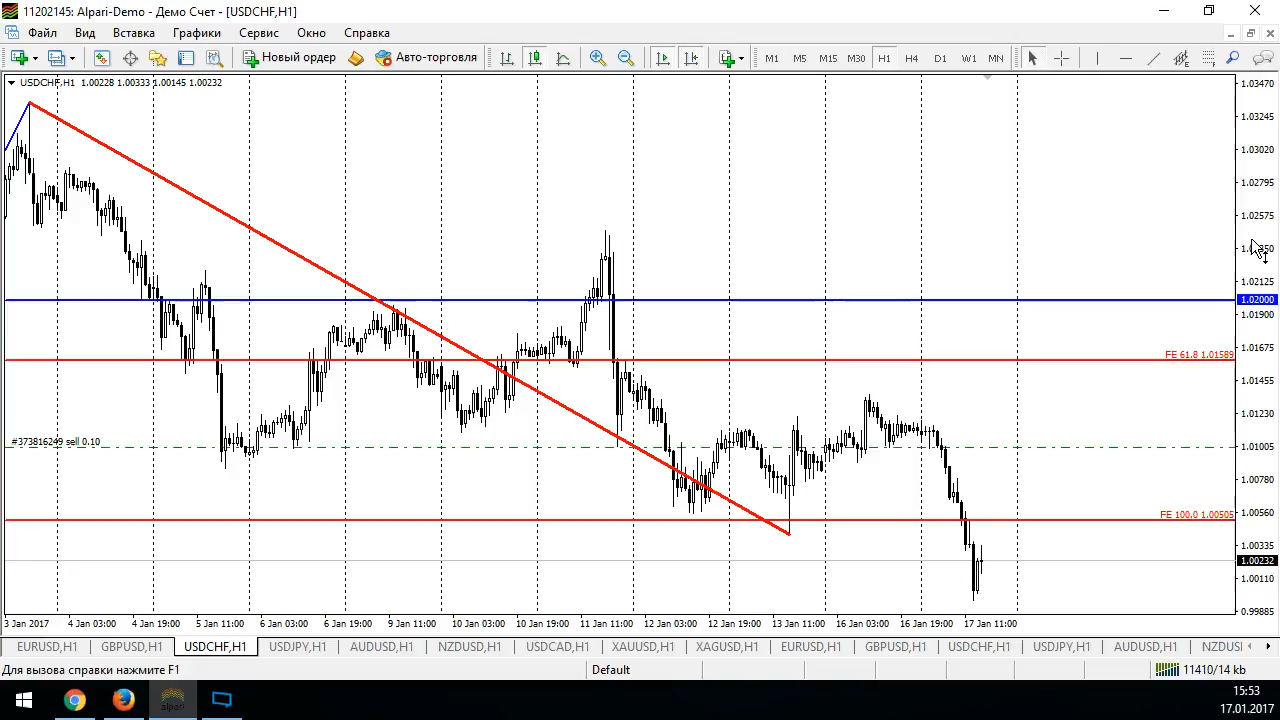 11202145: Alpari-Demo - Демо Счет - [USDCHF,H1]
Файл Вид Вставка Графики Сервис Окно Справка
Новый ордер Авто-торговля M1 M5 M15 M30 H1 H4 D1 W1 MN
USDCHF,H1 1.00228 1.00333 1.00145 1.00232
1.03470
1.03245
1.03020
1.02795
1.02575
1.02125
1.02000
1.01900
1.01675
FE 61.8 1.01589
1.01455
1.01230
#373816249 sell 0.10
1.01005
1.00780
1.00560
FE 100.0 1.00505
1.00335
1.00232
1.00110
0.99885
3 Jan 2017 4 Jan 03:00 4 Jan 19:00 5 Jan 11:00 6 Jan 03:00 6 Jan 19:00 9 Jan 11:00 10 Jan 03:00 10 Jan 19:00 11 Jan 11:00 12 Jan 03:00 12 Jan 19:00 13 Jan 11:00 16 Jan 03:00 16 Jan 19:00 17 Jan 11:00
EURUSD,H1 GBPUSD,H1 USDCHF,H1 USDJPY,H1 AUDUSD,H1 NZDUSD,H1 USDCAD,H1 XAUUSD,H1 XAGUSD,H1 EURUSD,H1 GBPUSD,H1 USDCHF,H1 USDJPY,H1 AUDUSD,H1 NZDUS
Для вызова справки нажмите F1 Default 11410/14 kb
alpari
15:53
17.01.2017